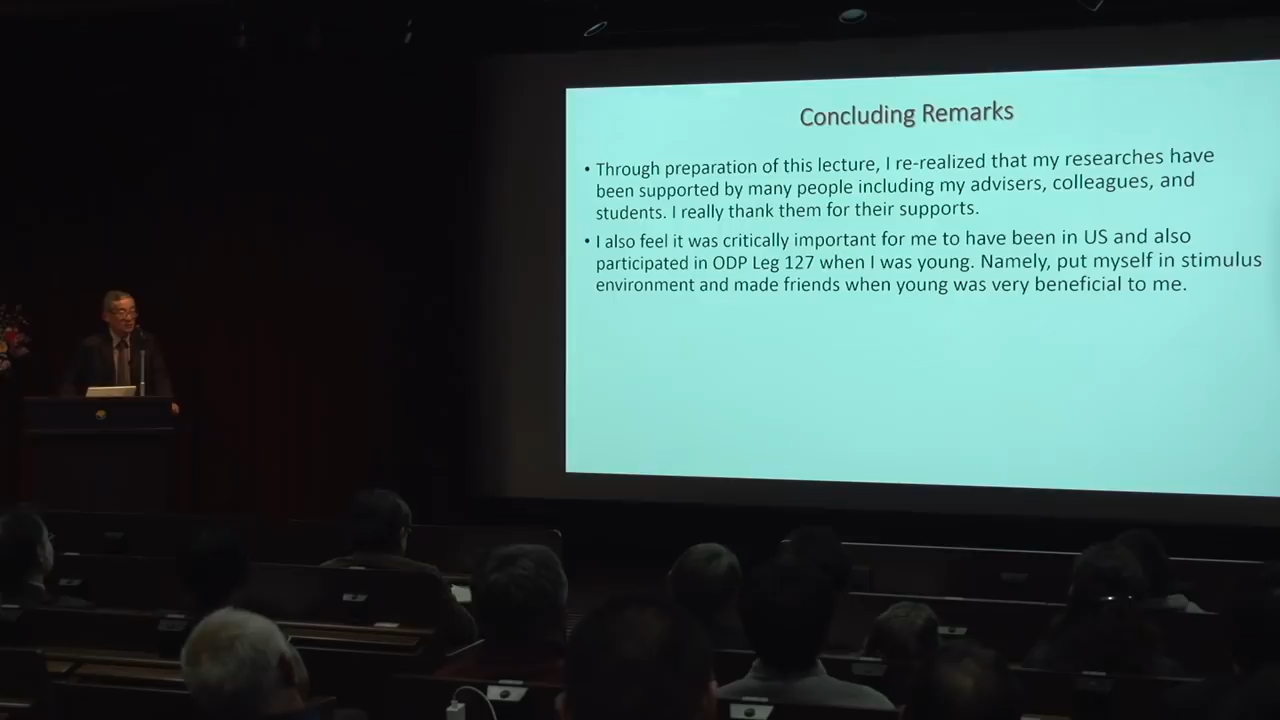 Concluding Remarks
• Through preparation of this lecture, I re-realized that my researches have
been supported by many people including my advisers, colleagues, and
students. I really thank them for their supports.
• I also feel it was critically important for me to have been in US and also
participated in ODP Leg 127 when I was young. Namely, put myself in stimulus
environment and made friends when young was very beneficial to me.